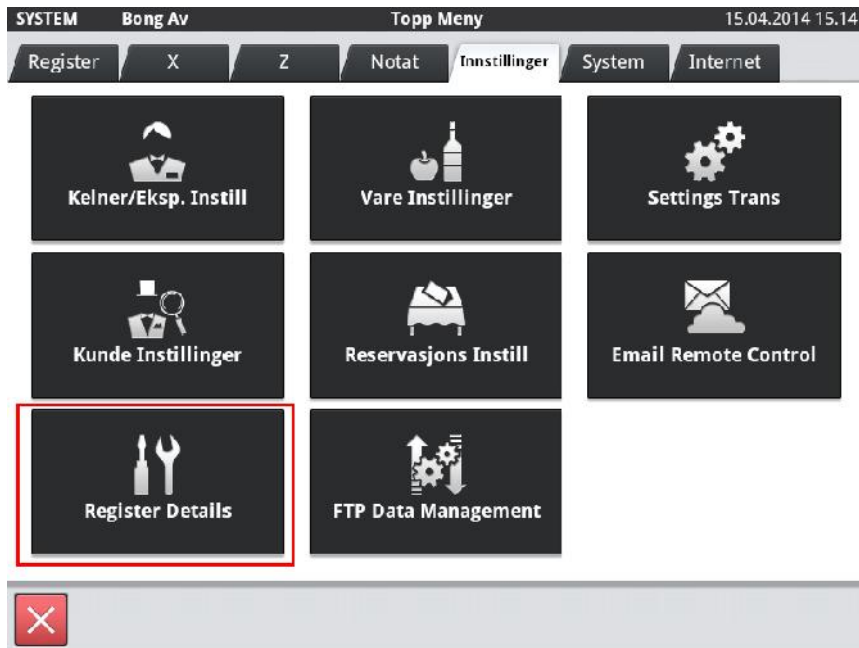 SYSTEM Bong Av Topp Meny 15.04.2014 15.14
Register X Z Notat Innstillinger System Internet
Kelner/Eksp. Instill Vare Instillinger Settings Trans
Kunde Instillinger Reservasjons Instill Email Remote Control
Register Details FTP Data Management